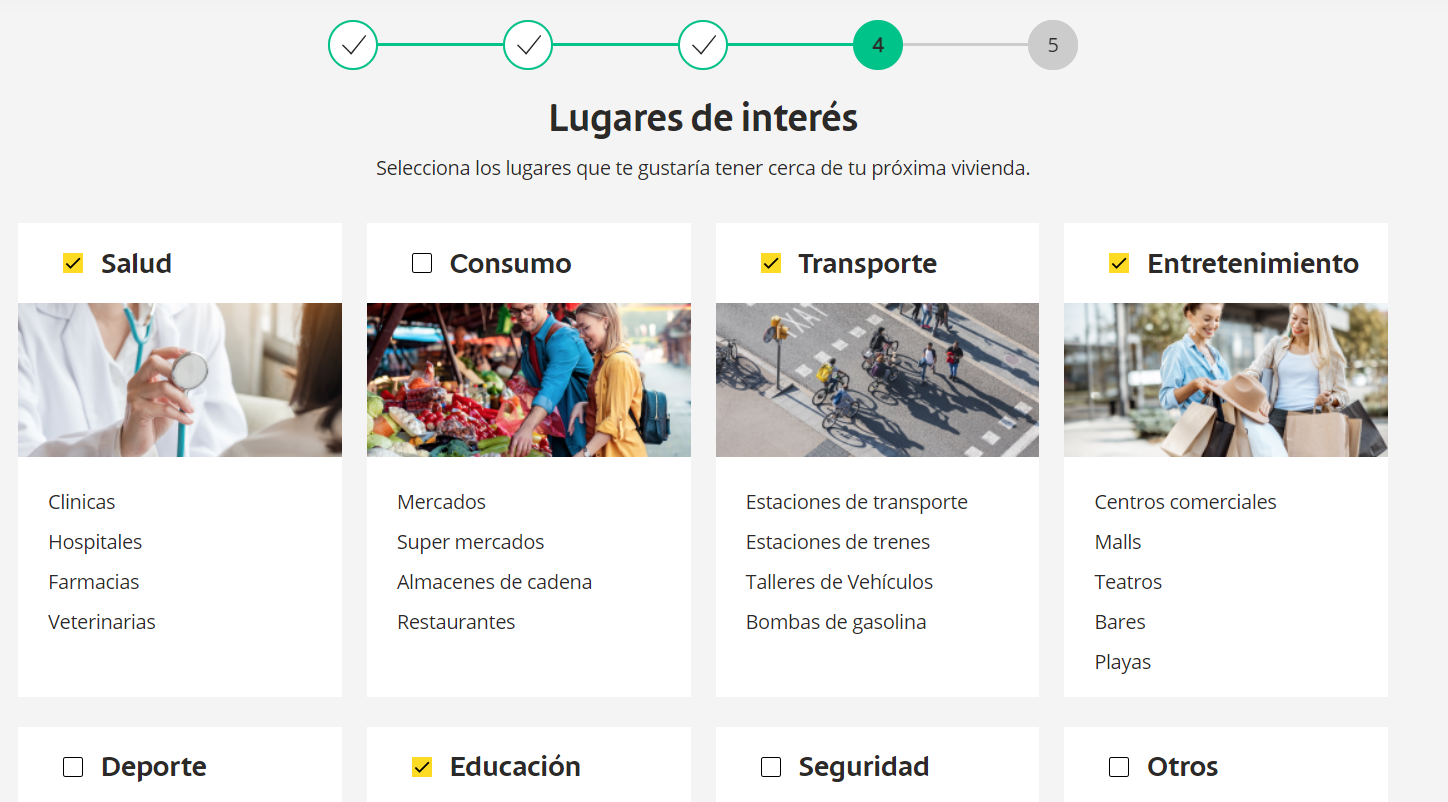 4
5
Lugares de interés
Selecciona los lugares que te gustaría tener cerca de tu próxima vivienda.
Salud
Clinicas
Hospitales
Farmacias
Veterinarias
Consumo
Mercados
Super mercados
Almacenes de cadena
Restaurantes
Transporte
TAXI
Estaciones de transporte
Estaciones de trenes
Talleres de Vehículos
Bombas de gasolina
Entretenimiento
Centros comerciales
Malls
Teatros
Bares
Playas
Deporte
Educación
Seguridad
Otros